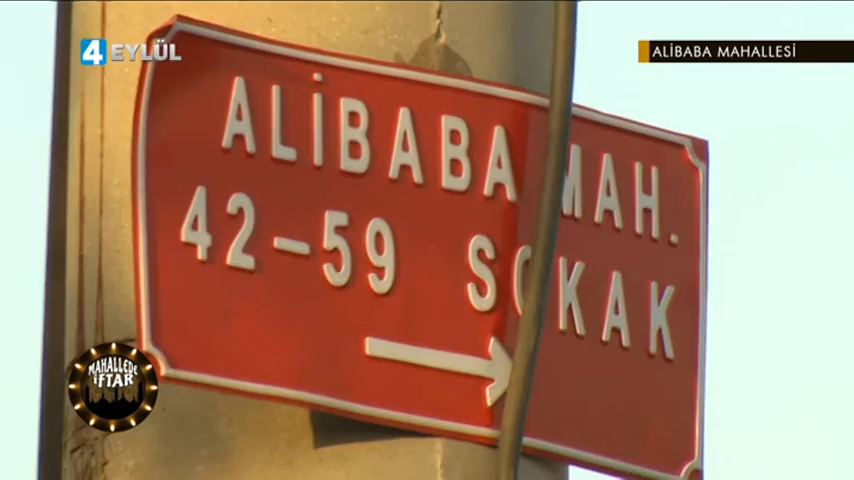 4 EYLÜL
ALİBABA MAHALLESİ
ALİBABA MAH.
42-59 SOKAK
MAHALLEDE
İFTAR